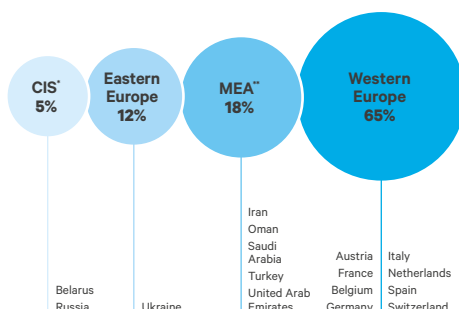 CIS*
5%
Eastern
Europe
12%
MEA**
18%
Western
Europe
65%
Belarus
Russia
Ukraine
Iran
Oman
Saudi
Arabia
Turkey
United Arab
Emirates
Austria
France
Belgium
Germany
Italy
Netherlands
Spain
Switzerland